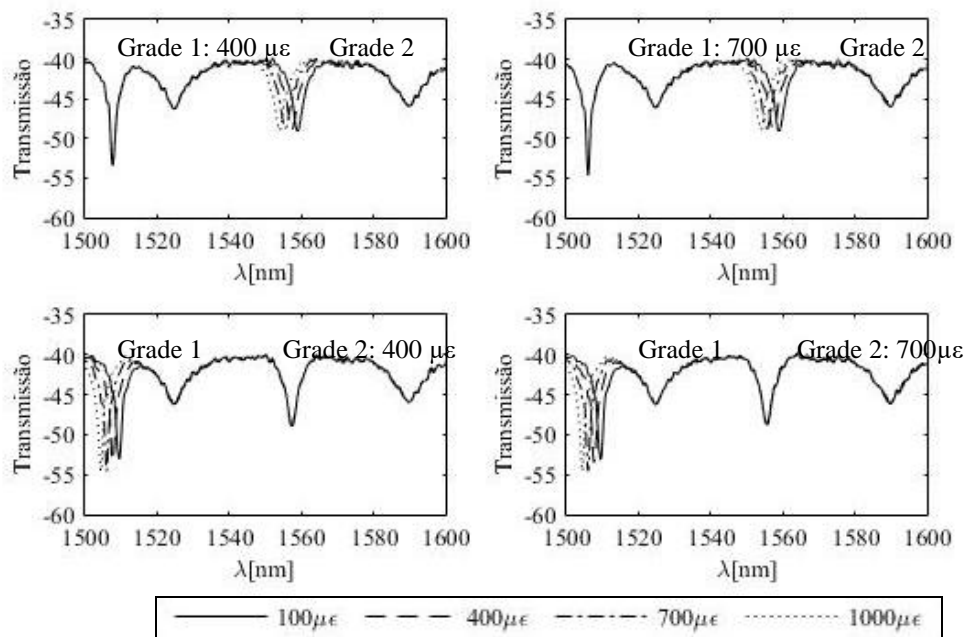 -35
-40
-45
-50
-55
-60
Transmissão
Grade 1: 400 µε Grade 2
1500 1520 1540 1560 1580 1600
λ[nm]
-35
-40
-45
-50
-55
-60
Transmissão
Grade 1: 700 µε Grade 2
1500 1520 1540 1560 1580 1600
λ[nm]
-35
-40
-45
-50
-55
-60
Transmissão
Grade 1 Grade 2: 400 µε
1500 1520 1540 1560 1580 1600
λ[nm]
-35
-40
-45
-50
-55
-60
Transmissão
Grade 1 Grade 2: 700µε
1500 1520 1540 1560 1580 1600
λ[nm]
100µϵ 400µϵ 700µϵ 1000µϵ